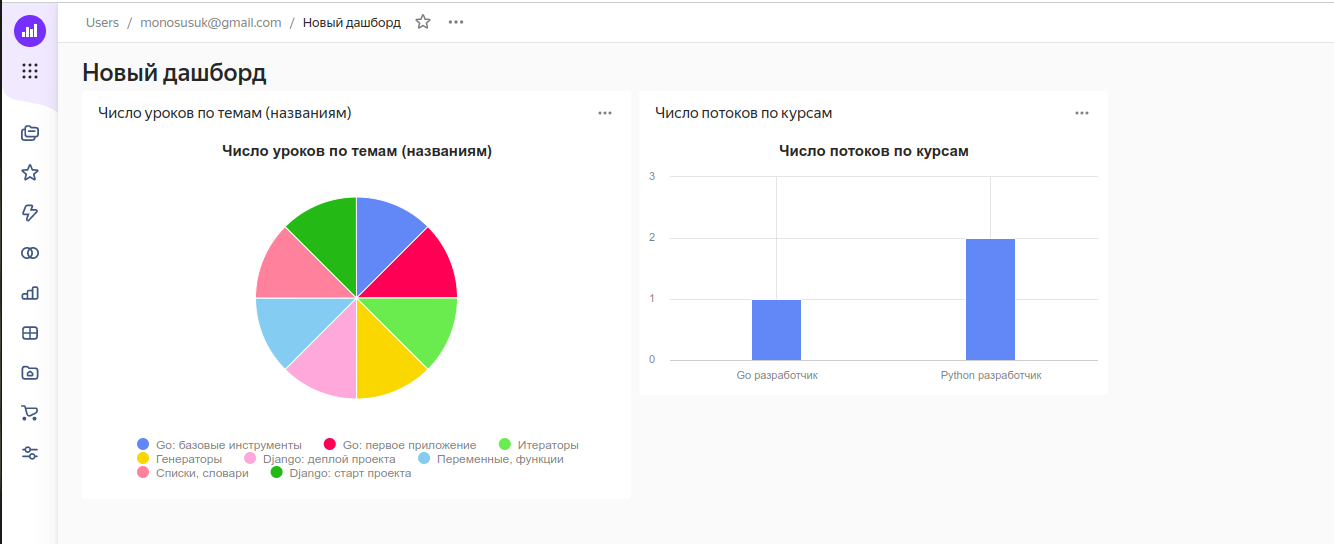 Users / monosusuk@gmail.com / Новый дашборд
Новый дашборд
Число уроков по темам (названиям)
Число уроков по темам (названиям)
Go: базовые инструменты Go: первое приложение Итераторы
Генераторы Django: деплой проекта Переменные, функции
Списки, словари Django: старт проекта
Число потоков по курсам
Число потоков по курсам
3
2
1
0
Go разработчик Python разработчик